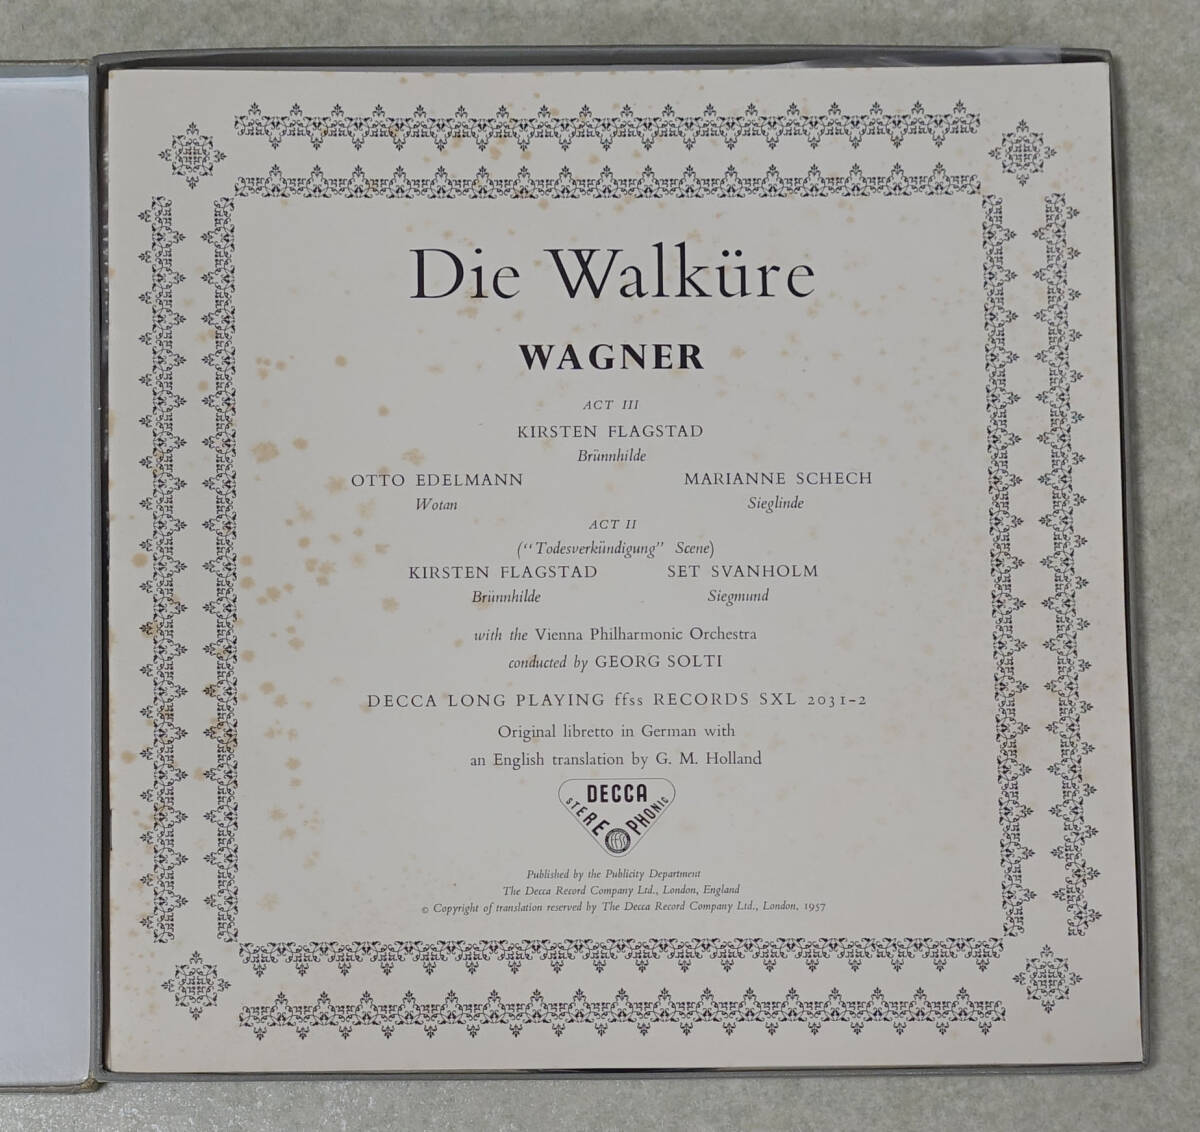 Die Walküre
WAGNER
ACT III
KIRSTEN FLAGSTAD
Brünnhilde
OTTO EDELMANN MARIANNE SCHECH
Wotan Sieglinde
ACT II
("Todesverkündigung" Scene)
KIRSTEN FLAGSTAD SET SVANHOLM
Brünnhilde Siegmund
with the Vienna Philharmonic Orchestra
conducted by GEORG SOLTI
DECCA LONG PLAYING ffss RECORDS SXL 2031-2
Original libretto in German with
an English translation by G. M. Holland
DECCA
STEREOPHONIC
ffss
Published by the Publicity Department
The Decca Record Company Ltd., London, England
© Copyright of translation reserved by The Decca Record Company Ltd., London, 1957